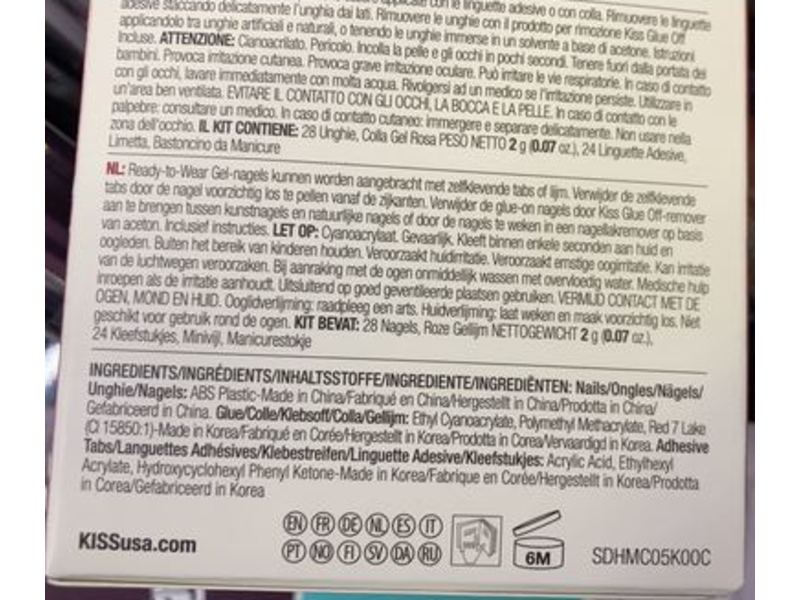 applicate con le linguette adesive o con colla. Rimuovere le linguette
adesive staccando delicatamente l'unghia dai lati. Rimuovere le unghie con il prodotto per rimozione Kiss Glue Off
applicandolo tra unghie artificiali e naturali, o tenendo le unghie immerse in un solvente a base di acetone. Istruzioni
Incluse. ATTENZIONE: Cianoacrilato. Pericolo. Incolla la pelle e gli occhi in pochi secondi. Tenere fuori dalla portata dei
bambini. Provoca irritazione cutanea. Provoca grave irritazione oculare. Può irritare le vie respiratorie. In caso di contatto
con gli occhi, lavare immediatamente con molta acqua. Rivolgersi ad un medico se l'irritazione persiste. Utilizzare in
un'area ben ventilata. EVITARE IL CONTATTO CON GLI OCCHI, LA BOCCA E LA PELLE. In caso di contatto con le
palpebre: consultare un medico. In caso di contatto cutaneo: immergere e separare delicatamente. Non usare nella
zona dell'occhio. IL KIT CONTIENE: 28 Unghie, Colla Gel Rosa PESO NETTO 2 g (0.07 oz.), 24 Linguette Adesive,
Limetta, Bastoncino da Manicure
NL: Ready-to-Wear Gel-nagels kunnen worden aangebracht met zelfklevende tabs of lijm. Verwijder de zelfklevende
tabs door de nagel voorzichtig los te pellen vanaf de zijkanten. Verwijder de glue-on nagels door Kiss Glue Off-remover
aan te brengen tussen kunstnagels en natuurlijke nagels of door de nagels te weken in een nagellakremover op basis
van aceton. Inclusief instructies. LET OP: Cyanoacrylaat. Gevaarlijk. Kleeft binnen enkele seconden aan huid en
oogleden. Buiten het bereik van kinderen houden. Veroorzaakt huidirritatie. Veroorzaakt ernstige oogirritatie. Kan irritatie
van de luchtwegen veroorzaken. Bij aanraking met de ogen onmiddellijk wassen met overvloedig water. Medische hulp
inroepen als de irritatie aanhoudt. Uitsluitend op goed geventileerde plaatsen gebruiken. VERMIJD CONTACT MET DE
OGEN, MOND EN HUID. Ooglidverlijming: raadpleeg een arts. Huidverlijming: laat weken en maak voorzichtig los. Niet
geschikt voor gebruik rond de ogen. KIT BEVAT: 28 Nagels, Roze Gellijm NETTOGEWICHT 2 g (0.07 oz.),
24 Kleefstukjes, Minivijl, Manicurestokje
INGREDIENTS/INGRÉDIENTS/INHALTSSTOFFE/INGREDIENTE/INGREDIËNTEN: Nails/Ongles/Nägels/
Unghie/Nagels: ABS Plastic-Made in China/Fabriqué en China/Hergestellt in China/Prodotta in China/
Gefabriceerd in China. Glue/Colle/Klebsoff/Colla/Gellijm: Ethyl Cyanoacrylate, Polymethyl Methacrylate, Red 7 Lake
(CI 15850:1)-Made in Korea/Fabriqué en Corée/Hergestellt in Korea/Prodotta in Corea/Vervaardigd in Korea. Adhesive
Tabs/Languettes Adhésives/Klebestreifen/Linguette Adesive/Kleefstukjes: Acrylic Acid, Ethylhexyl
Acrylate, Hydroxycyclohexyl Phenyl Ketone-Made in Korea/Fabrique en Corée/Hergestellt in Korea/Prodotta
in Corea/Gefabriceerd in Korea
EN FR DE NL ES IT
PT NO FI SV DA RU
KISSusa.com
6M
SDHMC05K00C